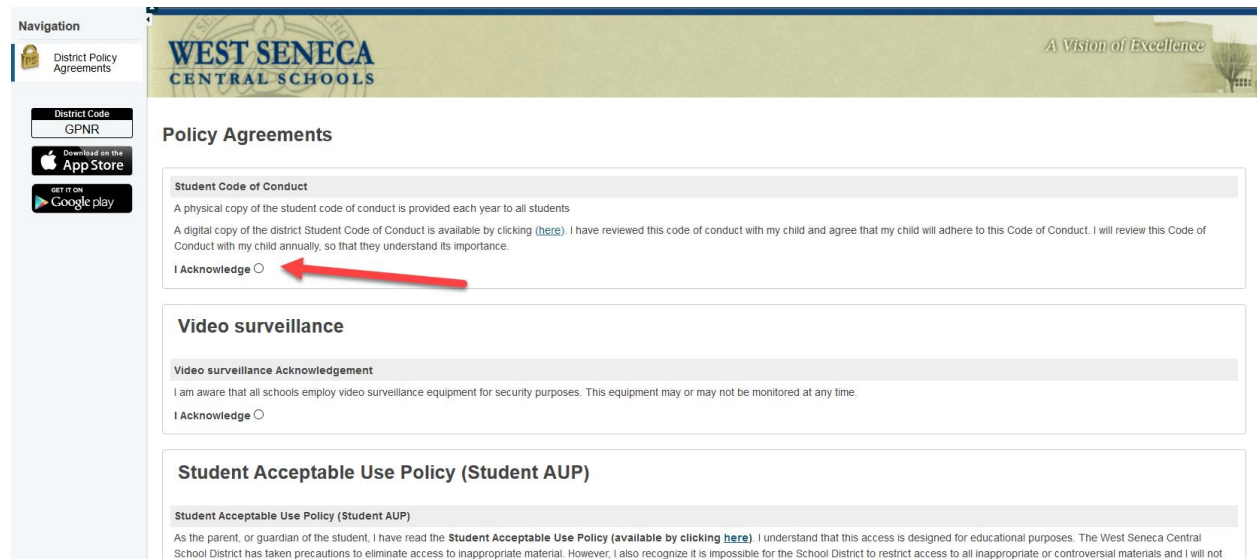 Navigation
District Policy
Agreements
District Code
GPNR
Download on the
App Store
GET IT ON
Google play
WEST SENECA
CENTRAL SCHOOLS
A Vision of Excellence
Policy Agreements
Student Code of Conduct
A physical copy of the student code of conduct is provided each year to all students
A digital copy of the district Student Code of Conduct is available by clicking (here). I have reviewed this code of conduct with my child and agree that my child will adhere to this Code of Conduct. I will review this Code of
Conduct with my child annually, so that they understand its importance.
I Acknowledge
Video surveillance
Video surveillance Acknowledgement
I am aware that all schools employ video surveillance equipment for security purposes. This equipment may or may not be monitored at any time.
I Acknowledge
Student Acceptable Use Policy (Student AUP)
Student Acceptable Use Policy (Student AUP)
As the parent, or guardian of the student, I have read the Student Acceptable Use Policy (available by clicking here). I understand that this access is designed for educational purposes. The West Seneca Central
School District has taken precautions to eliminate access to inappropriate material. However, I also recognize it is impossible for the School District to restrict access to all inappropriate or controversial materials and I will not